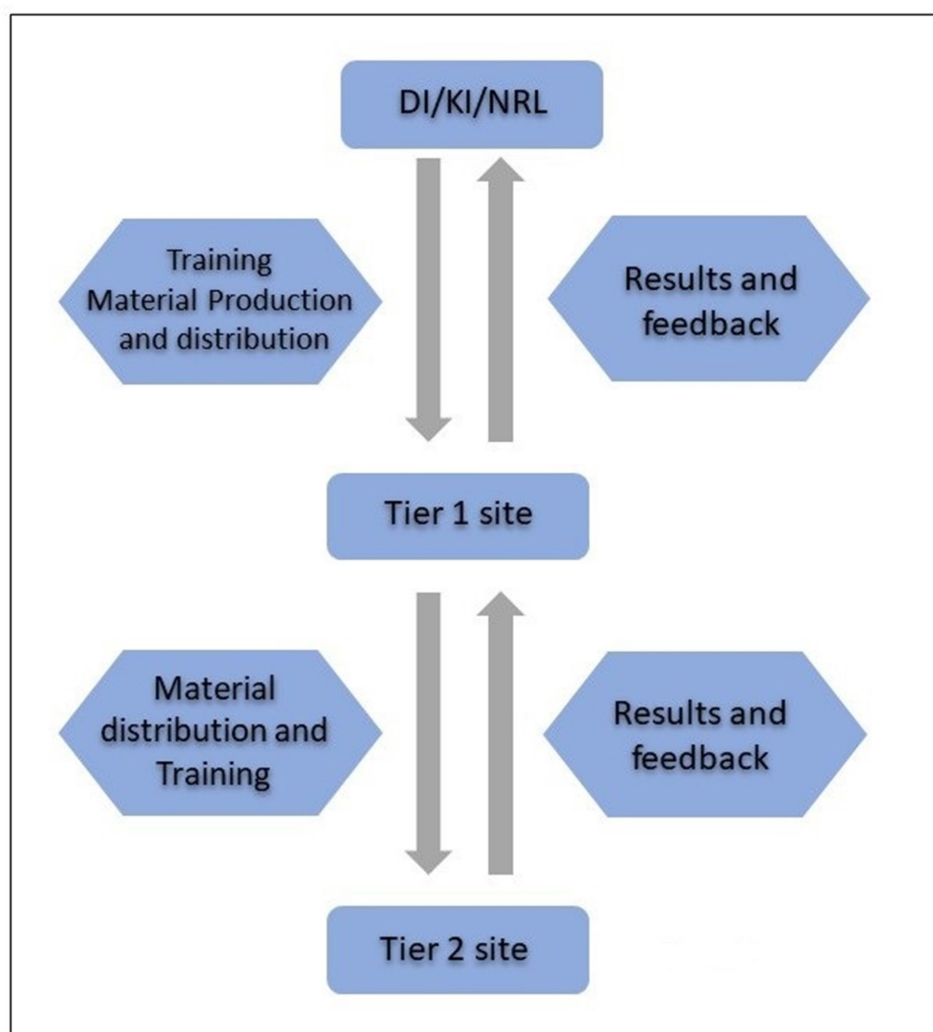 DI/KI/NRL
Training
Material Production
and distribution
Results and
feedback
Tier 1 site
Material
distribution and
Training
Results and
feedback
Tier 2 site